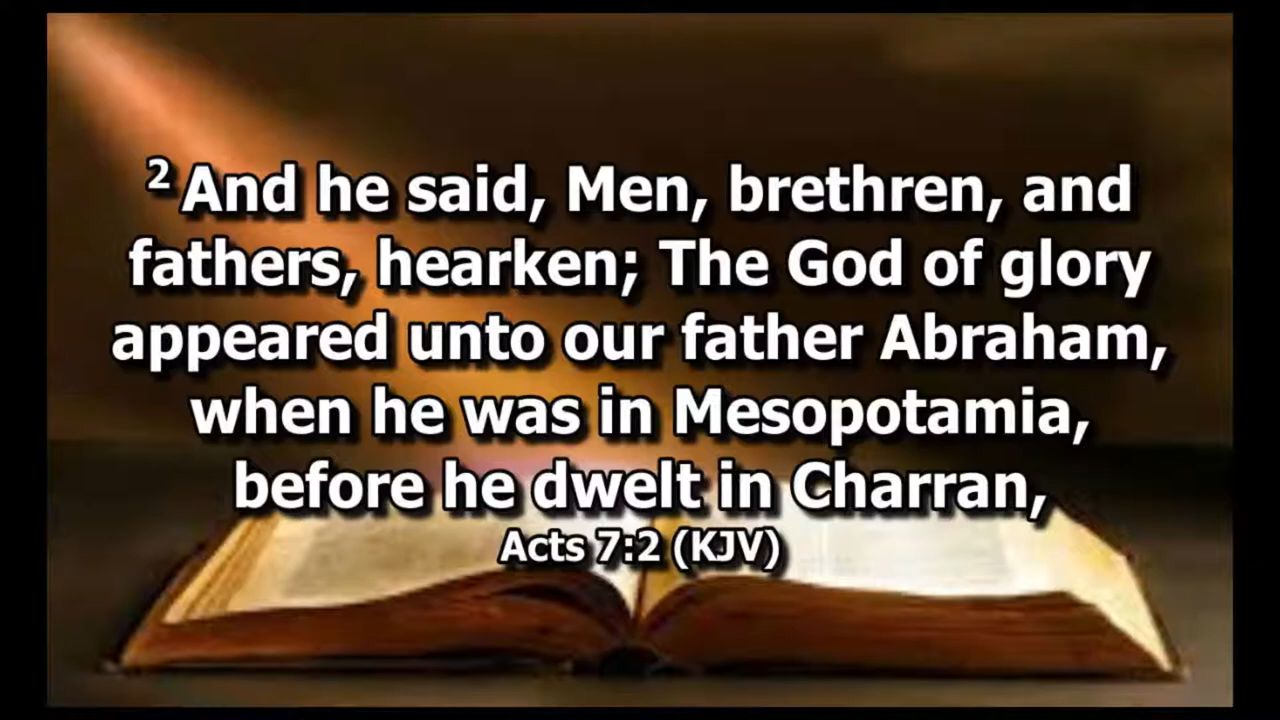 2 And he said, Men, brethren, and
fathers, hearken; The God of glory
appeared unto our father Abraham,
when he was in Mesopotamia,
before he dwelt in Charran,
Acts 7:2 (KJV)